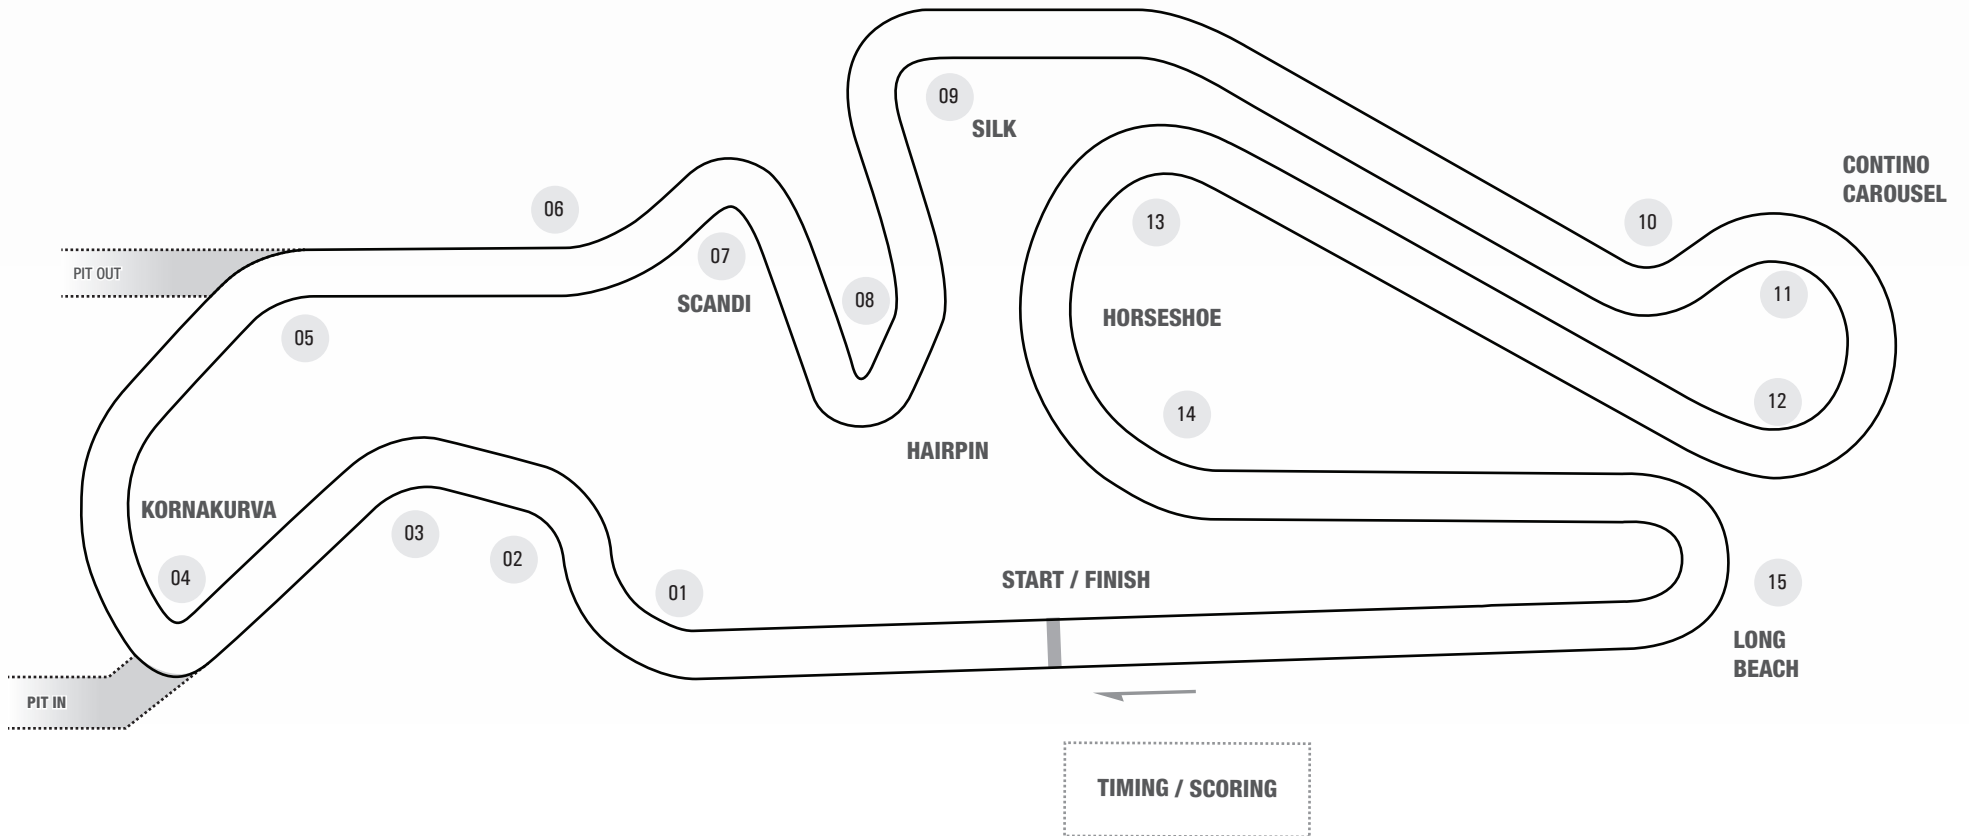 09
SILK
CONTINO
CAROUSEL
06
10
13
07
PIT OUT
11
SCANDI
08
HORSESHOE
05
12
14
HAIRPIN
KORNAKURVA
03
02
04
01
START / FINISH
15
LONG
BEACH
PIT IN
TIMING / SCORING